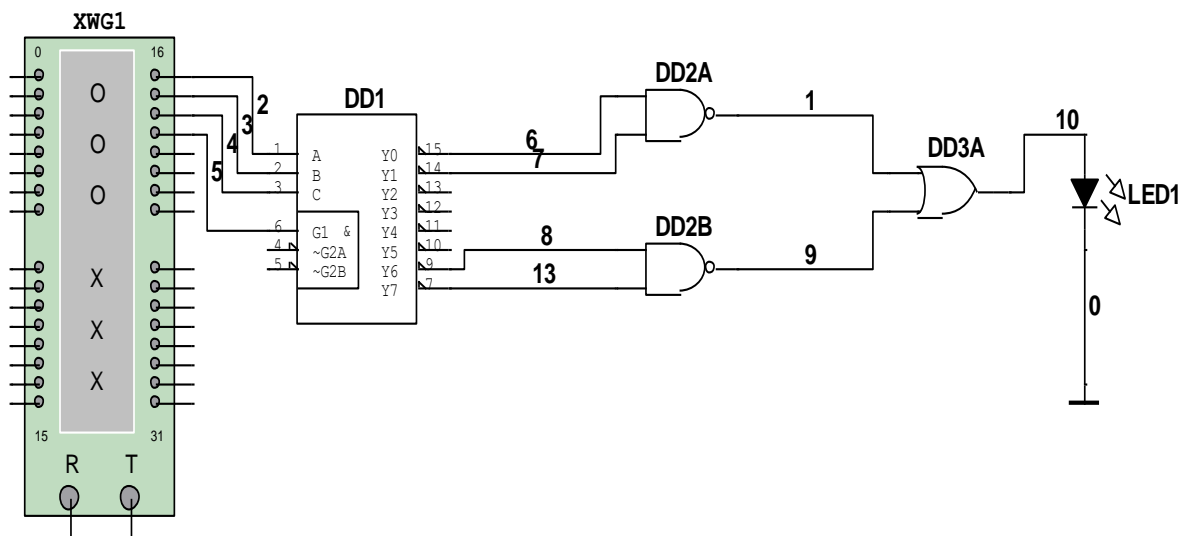 XWG1
0 16
O
O
O
X
X
X
15 31
R T
2
3
4
5
DD1
1 A Y0 15
2 B Y1 14
3 C Y2 13
Y3 12
6 G1 & Y4 11
4 ~G2A Y5 10
5 ~G2B Y6 9
Y7 7
6
7
8
13
DD2A
1
DD2B
9
DD3A
10
LED1
0